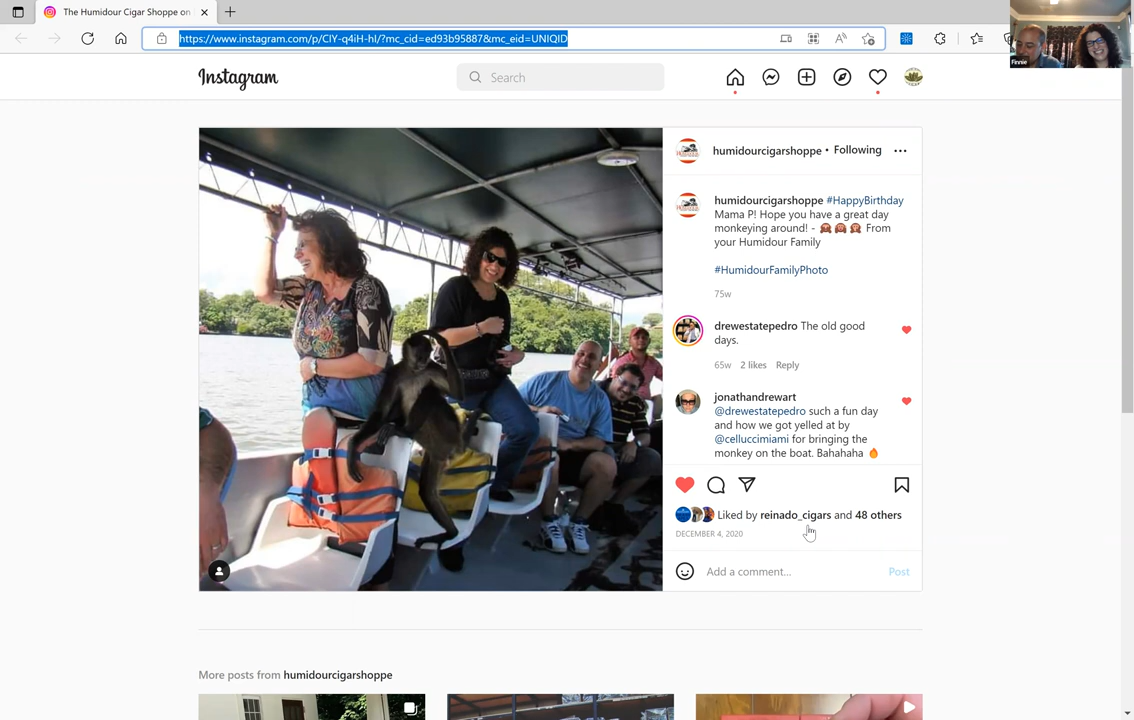 The Humidour Cigar Shoppe on
https://www.instagram.com/p/CIY-q4iH-hI/?mc_cid=ed93b95887&mc_eid=UNIQID
Finnie
Instagram
Search
humidourcigarshoppe • Following
humidourcigarshoppe #HappyBirthday
Mama P! Hope you have a great day
monkeying around! - 🙈🙉🙊 From
your Humidour Family
#HumidourFamilyPhoto
75w
drewestatepedro The old good
days.
65w 2 likes Reply
jonathandrewart
@drewestatepedro such a fun day
and how we got yelled at by
@celluccimiami for bringing the
monkey on the boat. Bahahaha 🔥
Liked by reinado_cigars and 48 others
DECEMBER 4, 2020
Add a comment... Post
More posts from humidourcigarshoppe